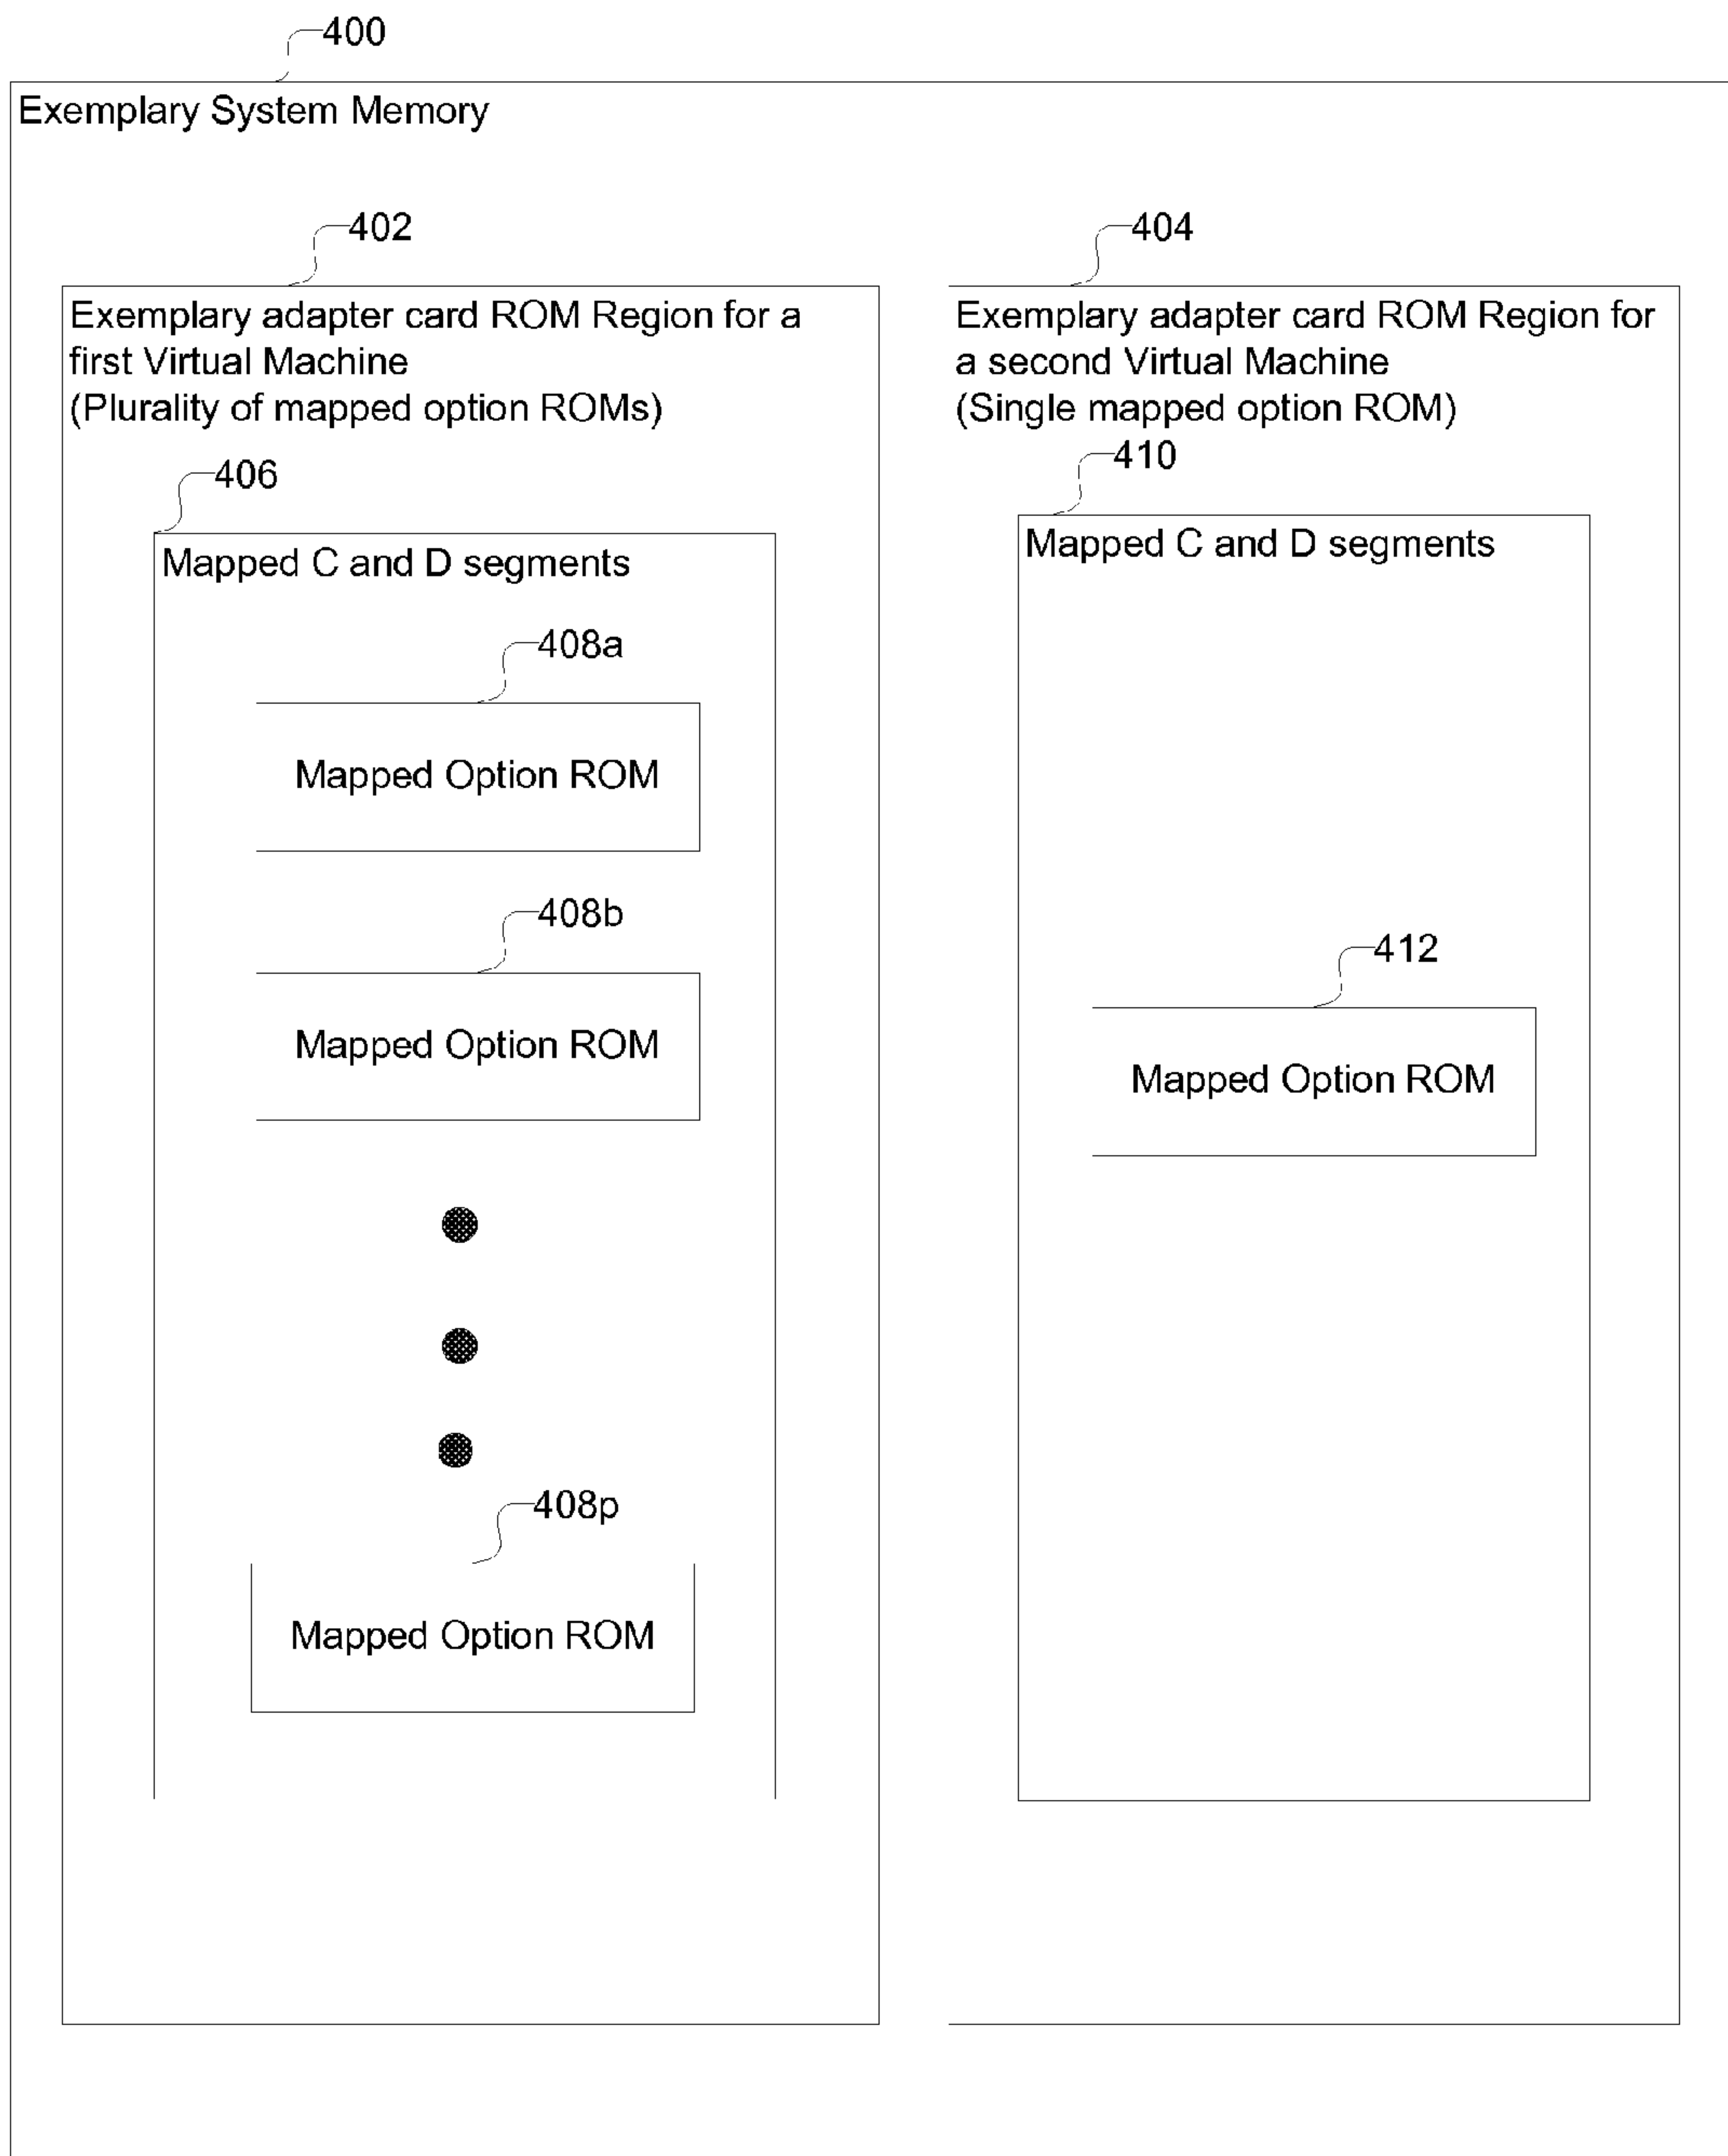 400
Exemplary System Memory
402
Exemplary adapter card ROM Region for a
first Virtual Machine
(Plurality of mapped option ROMs)
406
Mapped C and D segments
408a
Mapped Option ROM
408b
Mapped Option ROM
408p
Mapped Option ROM
404
Exemplary adapter card ROM Region for
a second Virtual Machine
(Single mapped option ROM)
410
Mapped C and D segments
412
Mapped Option ROM